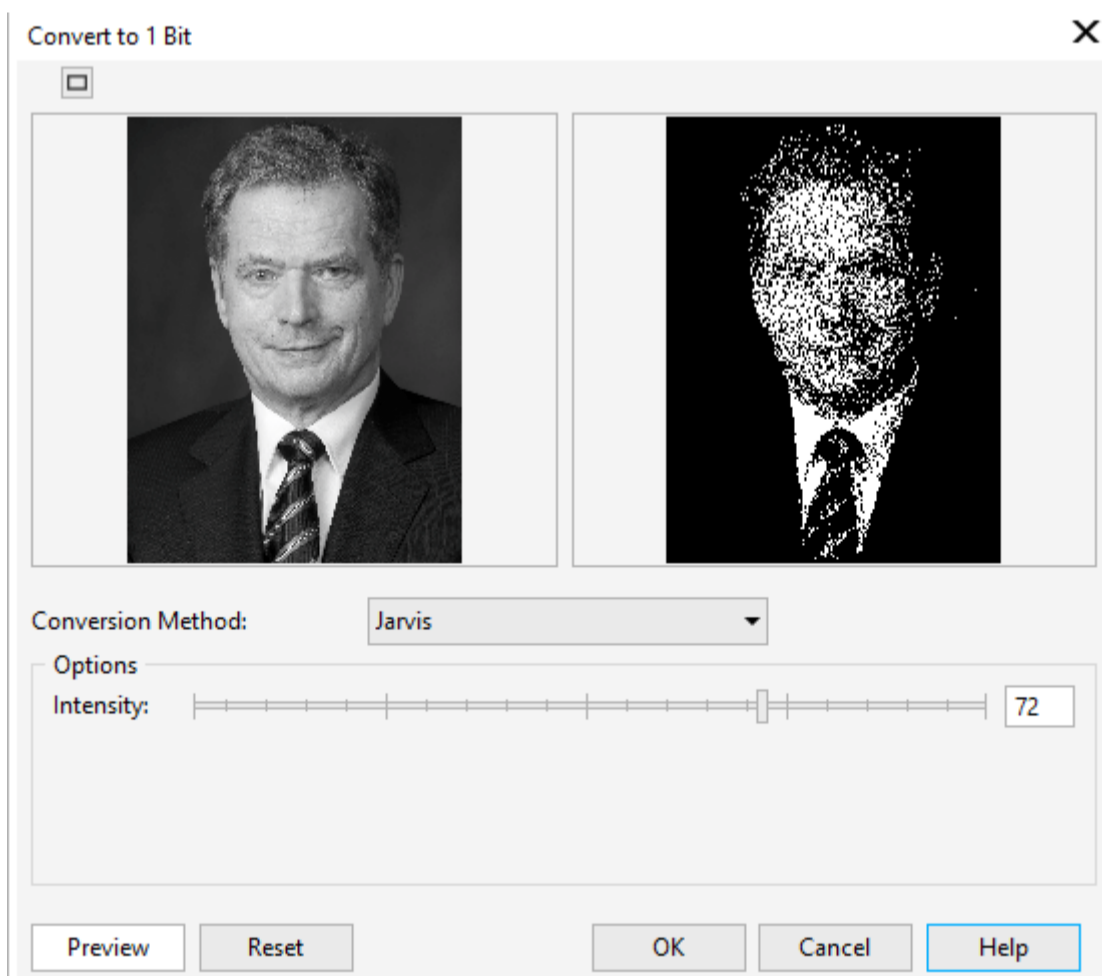 Convert to 1 Bit
Conversion Method: Jarvis
Options
Intensity: 72
Preview Reset OK Cancel Help